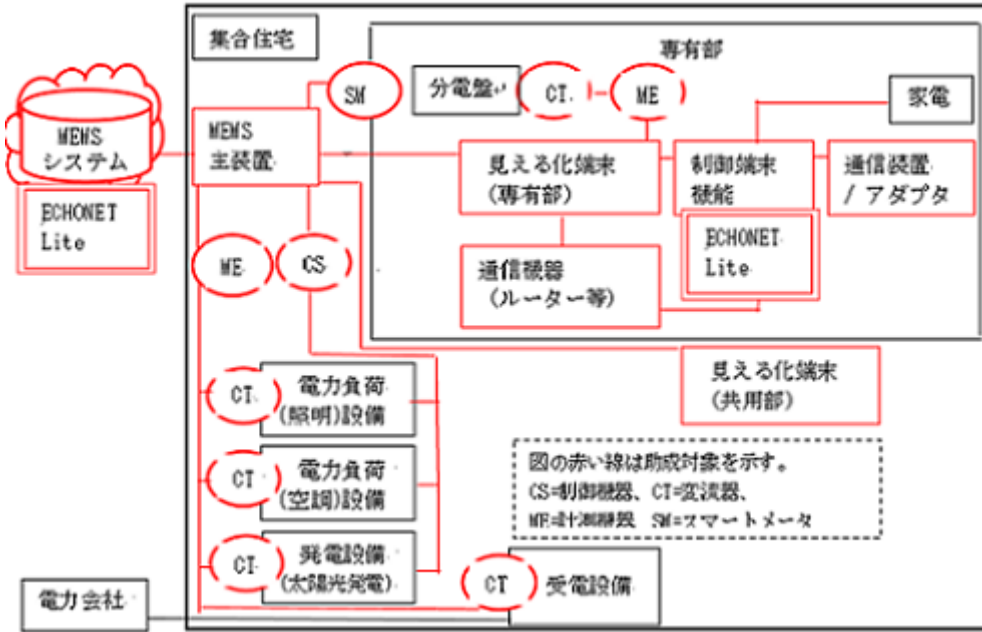 集合住宅
専有部
SM
分電盤
CT
ME
家電
MEMS
システム
MEMS
主装置
見える化端末
(専有部)
制御端末
機能
通信装置
/ アダプタ
ECHONET
Lite
ECHONET
Lite
ME
CS
通信機器
(ルーター等)
見える化端末
(共用部)
CT
電力負荷
(照明)設備
図の赤い線は助成対象を示す。
CS=制御機器、CT=変流器、
ME=計測機器 SM=スマートメータ
CT
電力負荷
(空調)設備
CT
発電設備
(太陽光発電)
CT
受電設備
電力会社